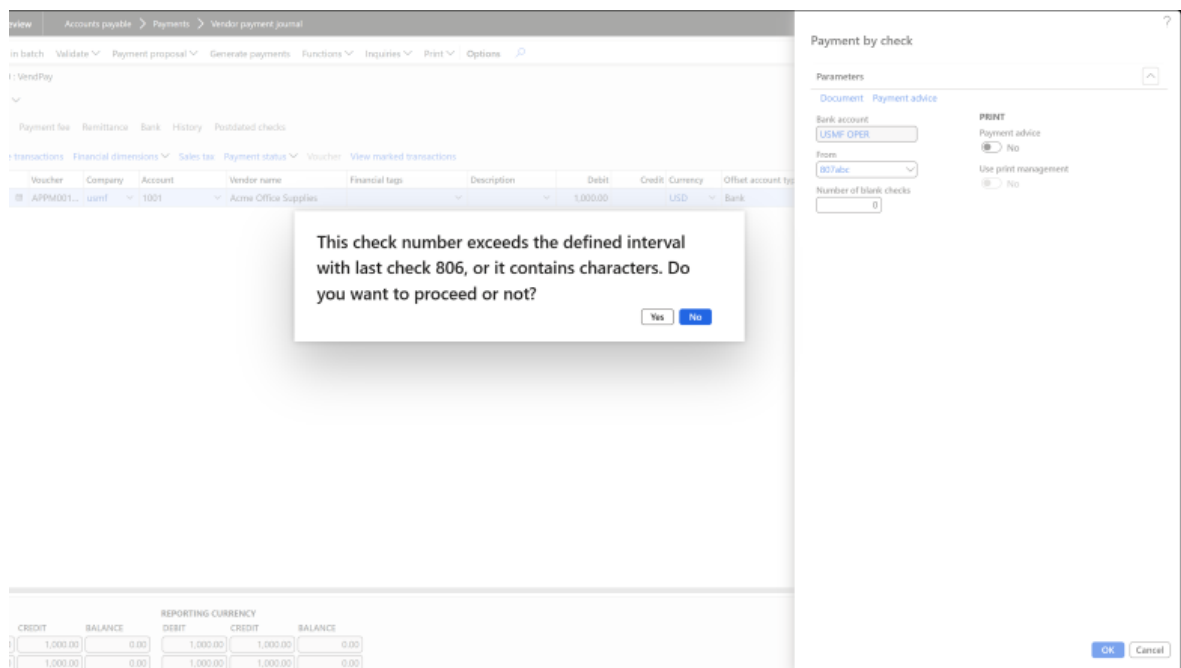 eview Accounts payable > Payments > Vendor payment journal
in batch Validate Payment proposal Generate payments Functions Inquiries Print Options
: VendPay
Payment fee Remittance Bank History Postdated checks
transactions Financial dimensions Sales tax Payment status Voucher View marked transactions
Voucher Company Account Vendor name Financial tags Description Debit Credit Currency Offset account typ
APPM001... usmf 1001 Acme Office Supplies 1,000.00 USD Bank
This check number exceeds the defined interval
with last check 806, or it contains characters. Do
you want to proceed or not?
Yes No
REPORTING CURRENCY
CREDIT BALANCE DEBIT CREDIT BALANCE
1,000.00 0.00 1,000.00 1,000.00 0.00
1,000.00 0.00 1,000.00 1,000.00 0.00
?
Payment by check
Parameters
Document Payment advice
Bank account
USMF OPER
From
807abc
Number of blank checks
0
PRINT
Payment advice
No
Use print management
No
OK Cancel